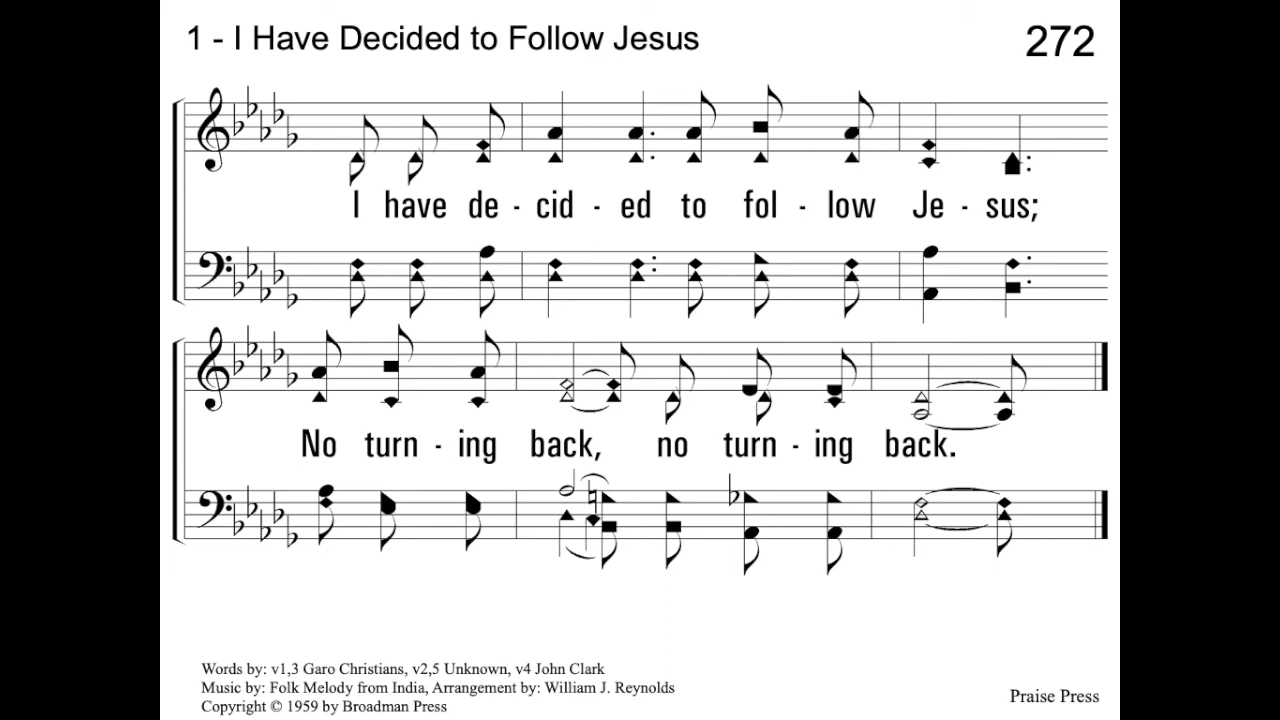 1 - I Have Decided to Follow Jesus
272
I have de - cid - ed to fol - low Je - sus;
No turn - ing back, no turn - ing back.
Words by: v1,3 Garo Christians, v2,5 Unknown, v4 John Clark
Music by: Folk Melody from India, Arrangement by: William J. Reynolds
Copyright © 1959 by Broadman Press
Praise Press